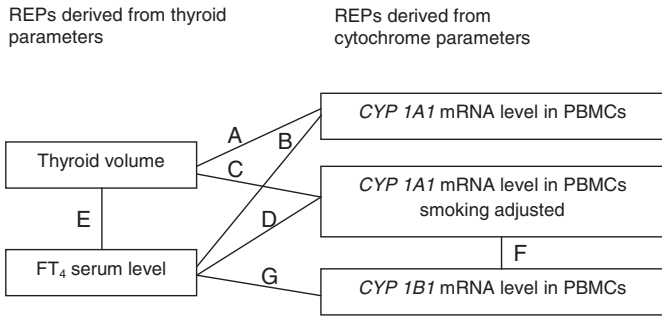 REPs derived from thyroid
parameters
REPs derived from
cytochrome parameters
CYP 1A1 mRNA level in PBMCs
A
B
Thyroid volume
C
CYP 1A1 mRNA level in PBMCs
smoking adjusted
E
D
F
FT₄ serum level
G
CYP 1B1 mRNA level in PBMCs